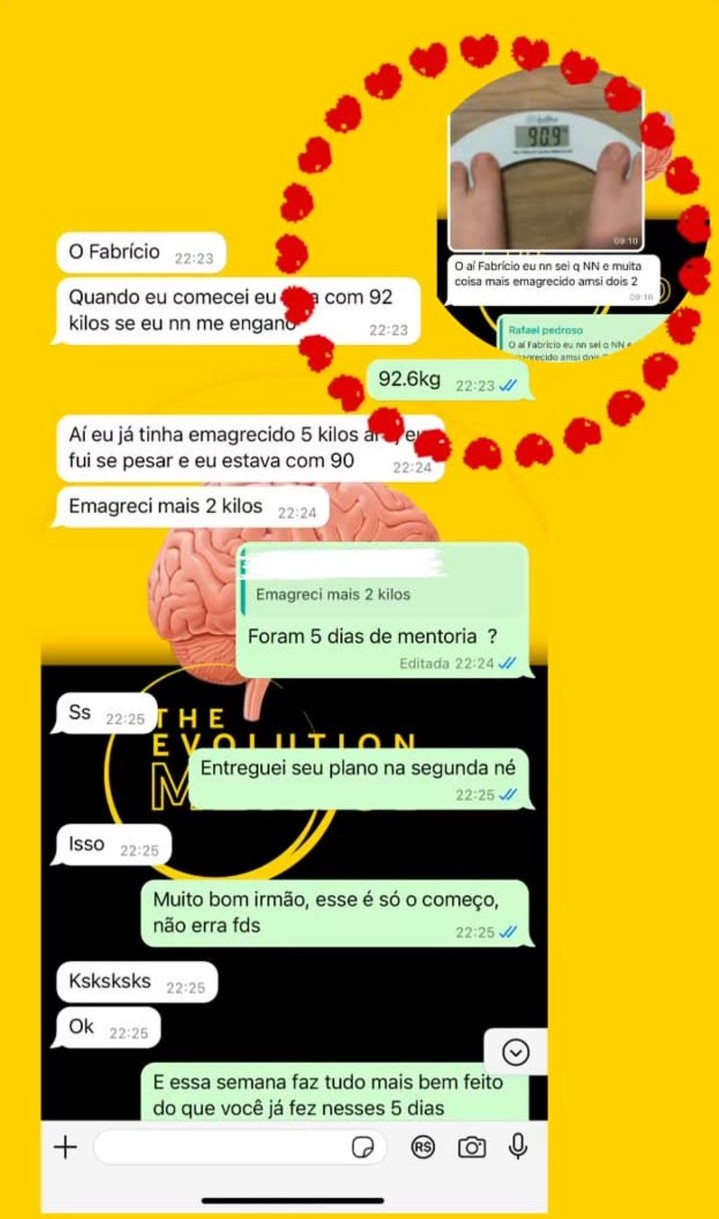 90.9
09:10
O aí Fabrício eu nn sei q NN e muita
coisa mais emagrecido amsi dois 2
09:10
Rafael pedroso
O aí Fabrício eu nn sei q NN e
emagrecido amsi dois
O Fabrício 22:23
Quando eu comecei eu com 92
kilos se eu nn me engano 22:23
92.6kg 22:23
Aí eu já tinha emagrecido 5 kilos
fui se pesar e eu estava com 90 22:24
Emagreci mais 2 kilos 22:24
Emagreci mais 2 kilos
Foram 5 dias de mentoria ?
Editada 22:24
Ss 22:25
THE
EVOLUTION
M
Entreguei seu plano na segunda né
22:25
Isso 22:25
Muito bom irmão, esse é só o começo,
não erra fds 22:25
Ksksksks 22:25
Ok 22:25
E essa semana faz tudo mais bem feito
do que você já fez nesses 5 dias
R$